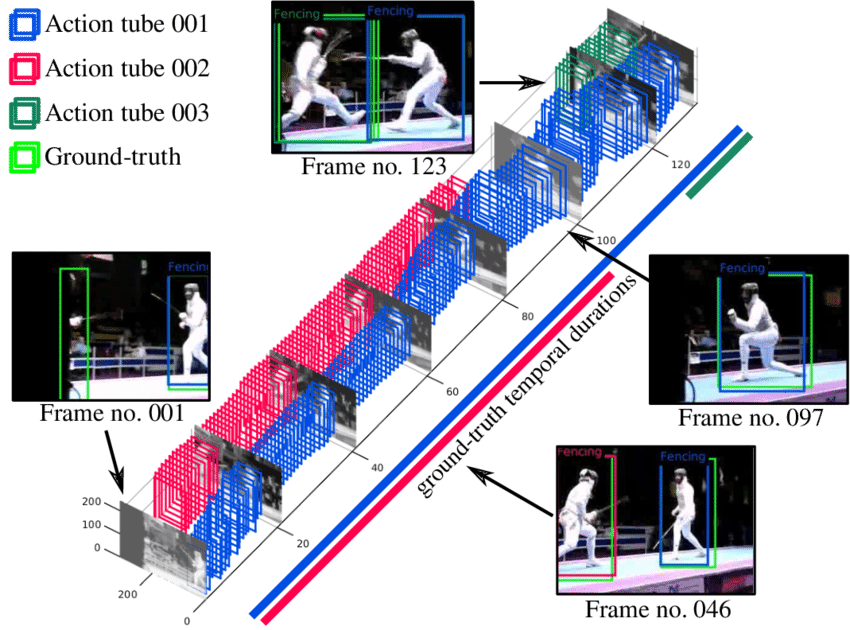 Action tube 001
Action tube 002
Action tube 003
Ground-truth
Fencing
Fencing
Frame no. 123
120
100
80
60
40
20
0
Fencing
Frame no. 001
200
100
0
200
Fencing
Frame no. 097
ground-truth temporal durations
Fencing
Fencing
Frame no. 046